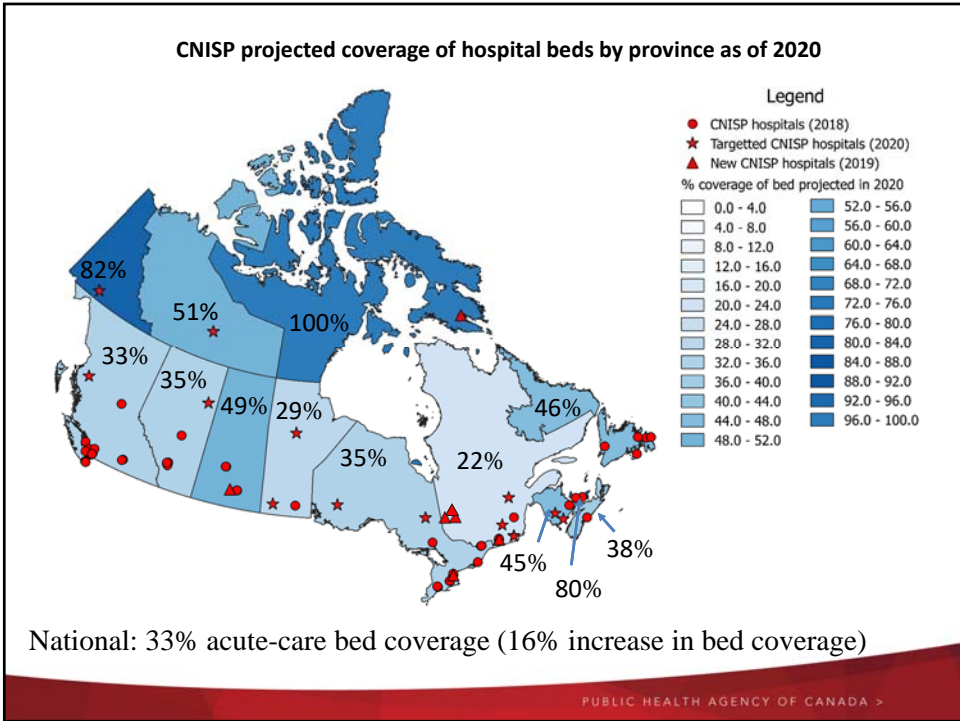 CNISP projected coverage of hospital beds by province as of 2020
Legend
CNISP hospitals (2018)
Targetted CNISP hospitals (2020)
New CNISP hospitals (2019)
% coverage of bed projected in 2020
0.0 - 4.0
4.0 - 8.0
8.0 - 12.0
12.0 - 16.0
16.0 - 20.0
20.0 - 24.0
24.0 - 28.0
28.0 - 32.0
32.0 - 36.0
36.0 - 40.0
40.0 - 44.0
44.0 - 48.0
48.0 - 52.0
52.0 - 56.0
56.0 - 60.0
60.0 - 64.0
64.0 - 68.0
68.0 - 72.0
72.0 - 76.0
76.0 - 80.0
80.0 - 84.0
84.0 - 88.0
88.0 - 92.0
92.0 - 96.0
96.0 - 100.0
82%
51%
100%
33%
35%
49%
29%
35%
22%
46%
45%
80%
38%
National: 33% acute-care bed coverage (16% increase in bed coverage)
PUBLIC HEALTH AGENCY OF CANADA >